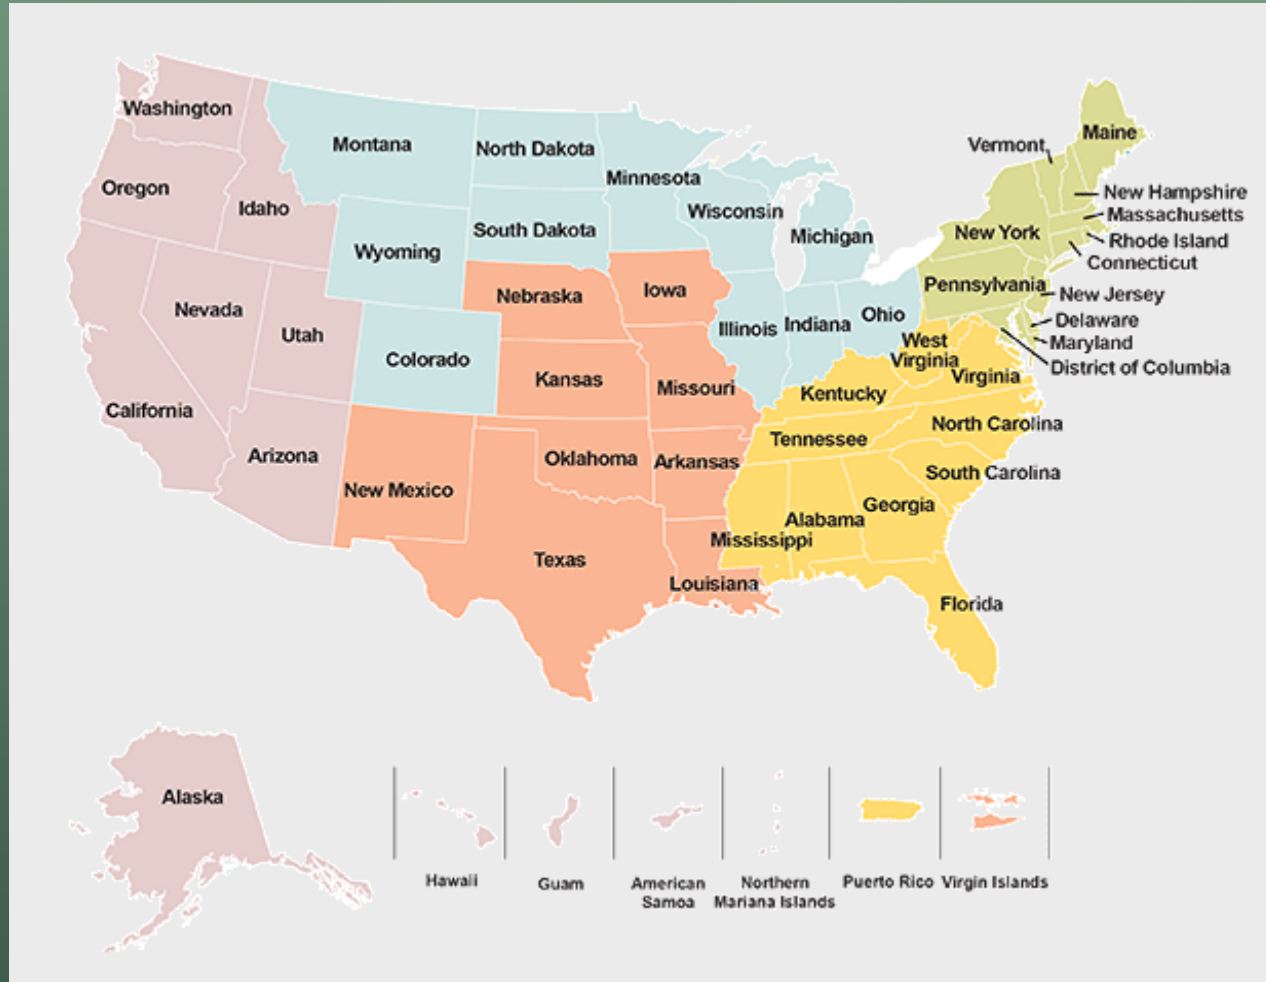 Washington
Montana
North Dakota
Minnesota
Maine
Vermont
Oregon
Idaho
Wyoming
South Dakota
Wisconsin
Michigan
New York
New Hampshire
Massachusetts
Rhode Island
Connecticut
Nevada
Utah
Nebraska
Iowa
Pennsylvania
New Jersey
Colorado
Illinois
Indiana
Ohio
Delaware
Maryland
District of Columbia
West
Virginia
Virginia
California
Kansas
Missouri
Kentucky
Arizona
Oklahoma
Arkansas
Tennessee
North Carolina
South Carolina
New Mexico
Texas
Mississippi
Alabama
Georgia
Louisiana
Florida
Alaska
Hawaii
Guam
American
Samoa
Northern
Mariana Islands
Puerto Rico
Virgin Islands